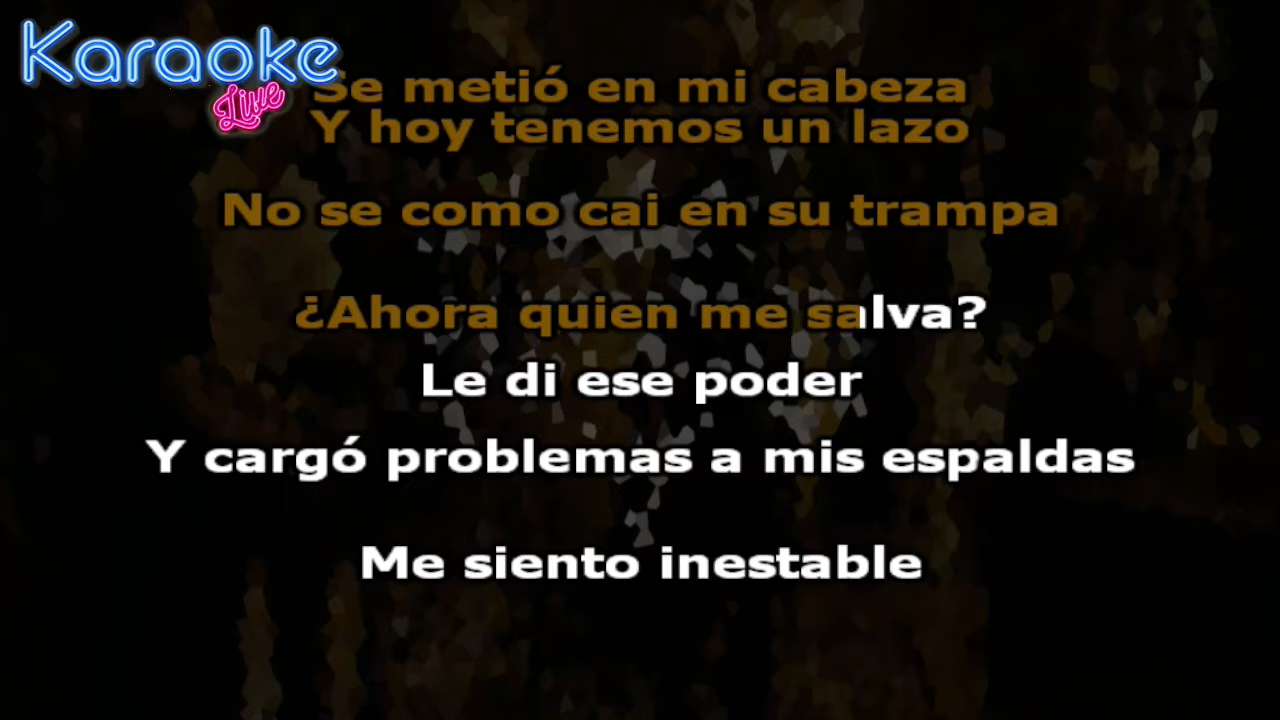 Karaoke
Live
Se metió en mi cabeza
Y hoy tenemos un lazo
No se como cai en su trampa
¿Ahora quien me salva?
Le di ese poder
Y cargó problemas a mis espaldas
Me siento inestable